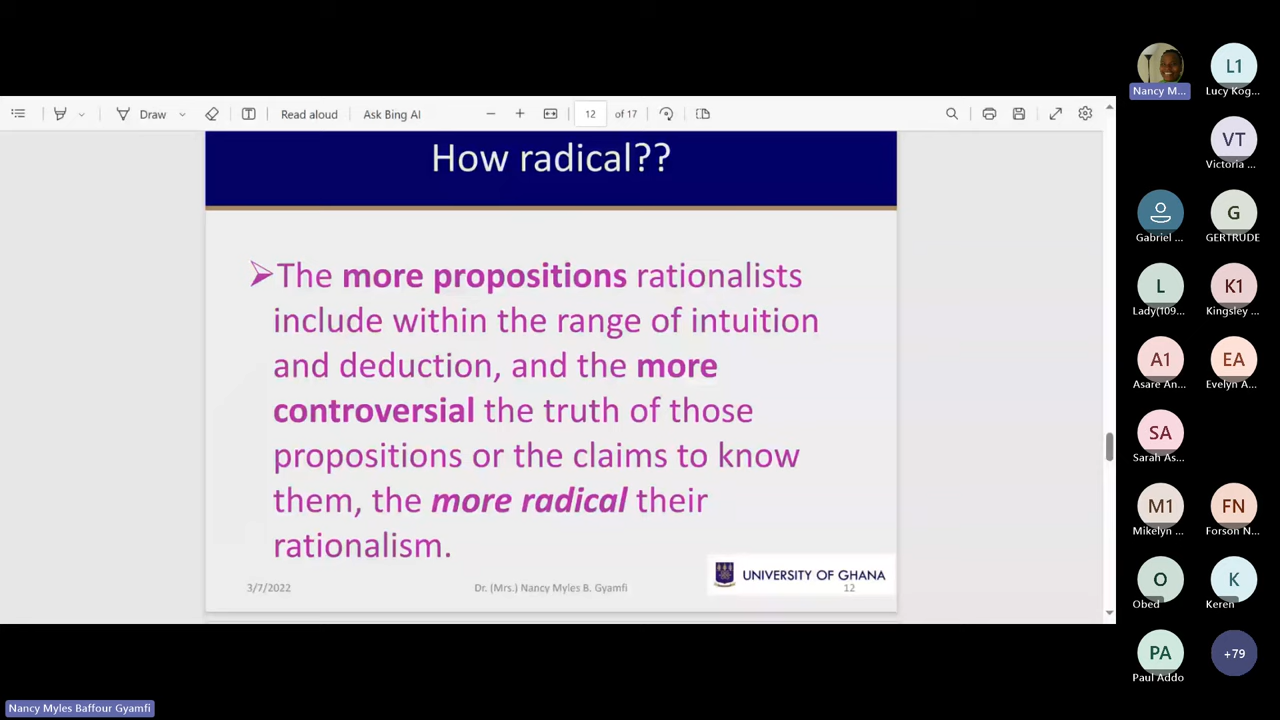 Draw
Read aloud
Ask Bing AI
12
of 17
How radical??
➢The more propositions rationalists
include within the range of intuition
and deduction, and the more
controversial the truth of those
propositions or the claims to know
them, the more radical their
rationalism.
UNIVERSITY OF GHANA
3/7/2022
Dr. (Mrs.) Nancy Myles B. Gyamfi
12
Nancy M...
L1
Lucy Kog...
VT
Victoria ...
Gabriel ...
G
GERTRUDE
L
Lady(109...
K1
Kingsley ...
A1
Asare An...
EA
Evelyn A...
SA
Sarah As...
M1
Mikelyn ...
FN
Forson N...
O
Obed
K
Keren
PA
Paul Addo
+79
Nancy Myles Baffour Gyamfi